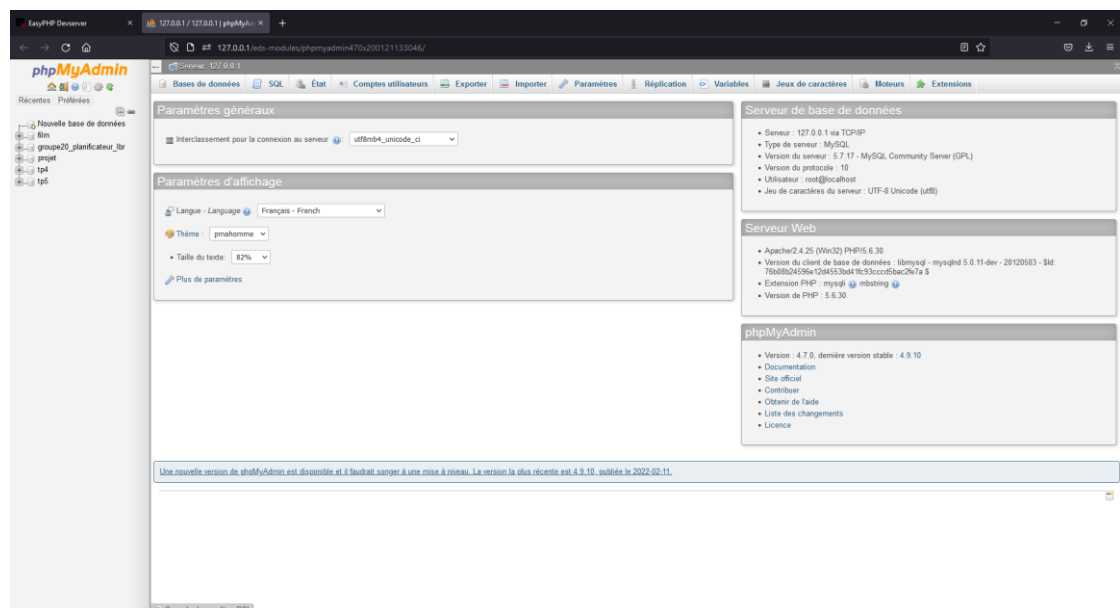 EasyPHP Devserver
127.0.0.1 / 127.0.0.1 | phpMyAd
127.0.0.1/eds-modules/phpmyadmin470x200121133046/
phpMyAdmin
Récentes Préférées
Nouvelle base de données
film
groupe20_planificateur_lbr
projet
tp4
tp5
Serveur: 127.0.0.1
Bases de données SQL État Comptes utilisateurs Exporter Importer Paramètres Réplication Variables Jeux de caractères Moteurs Extensions
Paramètres généraux
Interclassement pour la connexion au serveur : utf8mb4_unicode_ci
Paramètres d'affichage
Langue - Language Français - French
Thème : pmahomme
Taille du texte: 82%
Plus de paramètres
Serveur de base de données
Serveur : 127.0.0.1 via TCP/IP
Type de serveur : MySQL
Version du serveur : 5.7.17 - MySQL Community Server (GPL)
Version du protocole : 10
Utilisateur : root@localhost
Jeu de caractères du serveur : UTF-8 Unicode (utf8)
Serveur Web
Apache/2.4.25 (Win32) PHP/5.6.30
Version du client de base de données : libmysql - mysqlnd 5.0.11-dev - 20120503 - $Id:
76b08b24596e12d4553bd41fc93cccd5bac2fe7a $
Extension PHP : mysqli mbstring
Version de PHP : 5.6.30
phpMyAdmin
Version : 4.7.0, dernière version stable : 4.9.10
Documentation
Site officiel
Contribuer
Obtenir de l'aide
Liste des changements
Licence
Une nouvelle version de phpMyAdmin est disponible et il faudrait songer à une mise à niveau. La version la plus récente est 4.9.10, publiée le 2022-02-11.